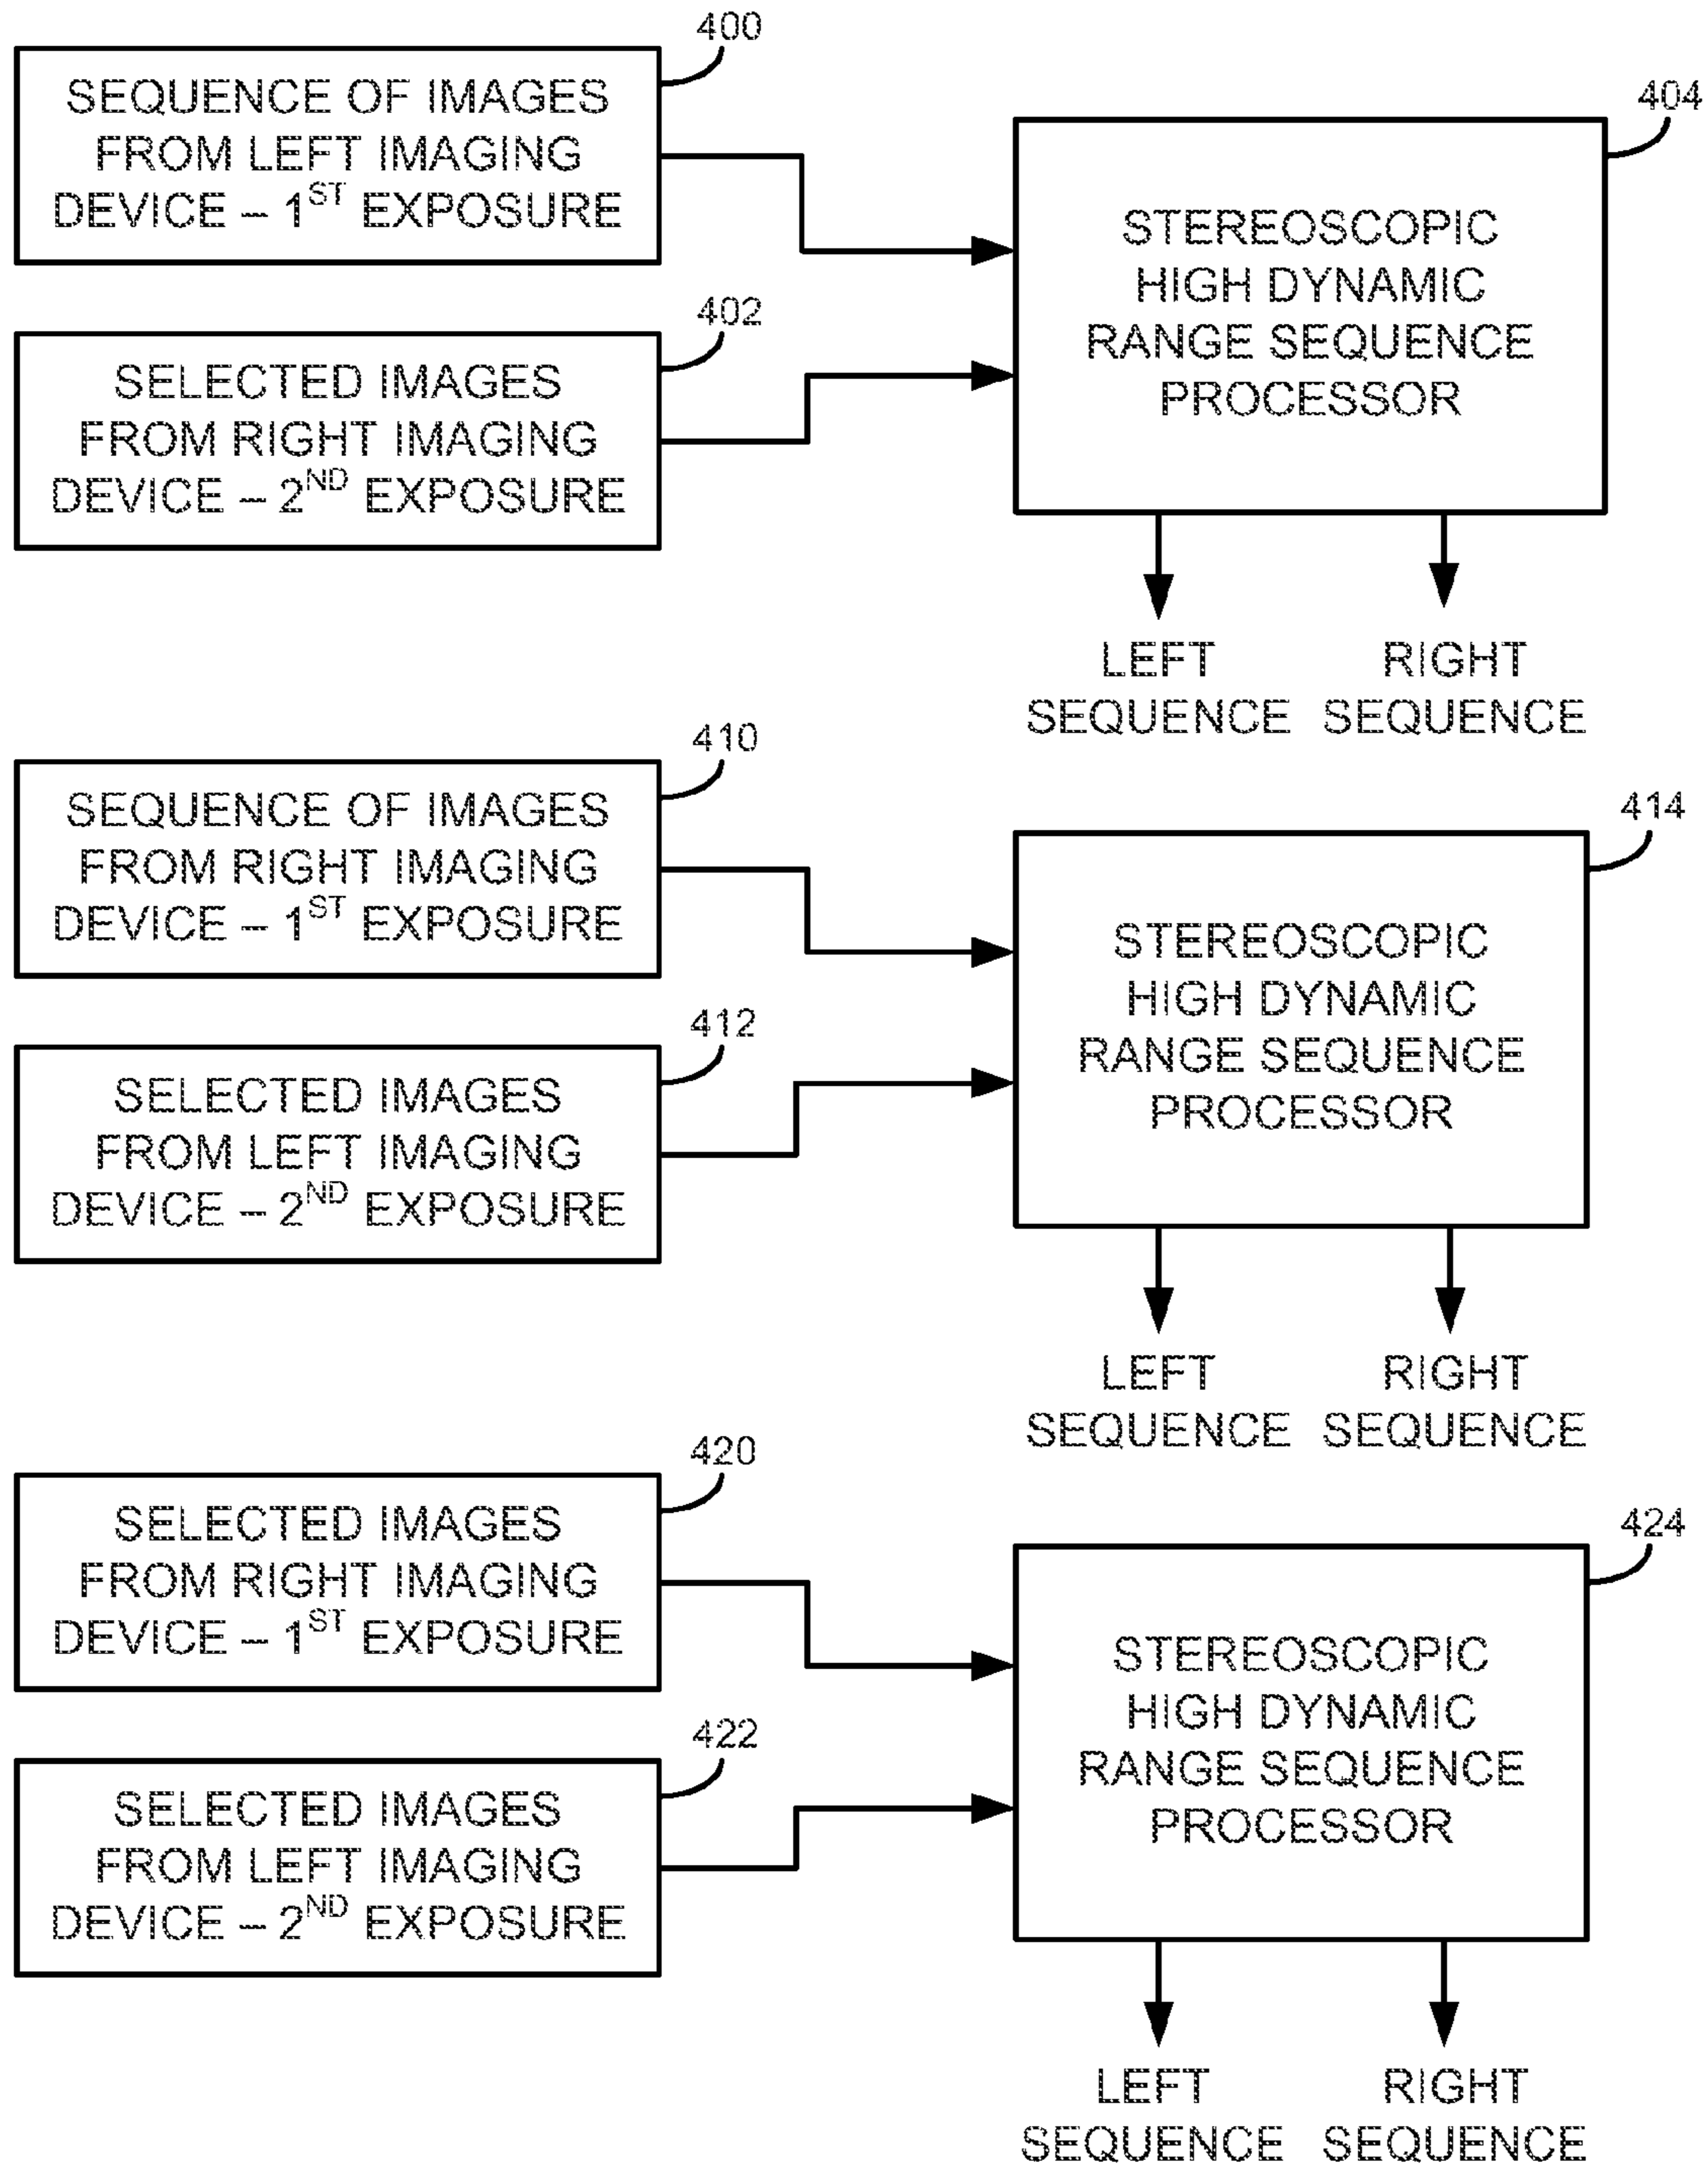 400
SEQUENCE OF IMAGES
FROM LEFT IMAGING
DEVICE – 1ST EXPOSURE
402
SELECTED IMAGES
FROM RIGHT IMAGING
DEVICE – 2ND EXPOSURE
404
STEREOSCOPIC
HIGH DYNAMIC
RANGE SEQUENCE
PROCESSOR
LEFT
SEQUENCE
RIGHT
SEQUENCE
410
SEQUENCE OF IMAGES
FROM RIGHT IMAGING
DEVICE – 1ST EXPOSURE
412
SELECTED IMAGES
FROM LEFT IMAGING
DEVICE – 2ND EXPOSURE
414
STEREOSCOPIC
HIGH DYNAMIC
RANGE SEQUENCE
PROCESSOR
LEFT
SEQUENCE
RIGHT
SEQUENCE
420
SELECTED IMAGES
FROM RIGHT IMAGING
DEVICE – 1ST EXPOSURE
422
SELECTED IMAGES
FROM LEFT IMAGING
DEVICE – 2ND EXPOSURE
424
STEREOSCOPIC
HIGH DYNAMIC
RANGE SEQUENCE
PROCESSOR
LEFT
SEQUENCE
RIGHT
SEQUENCE